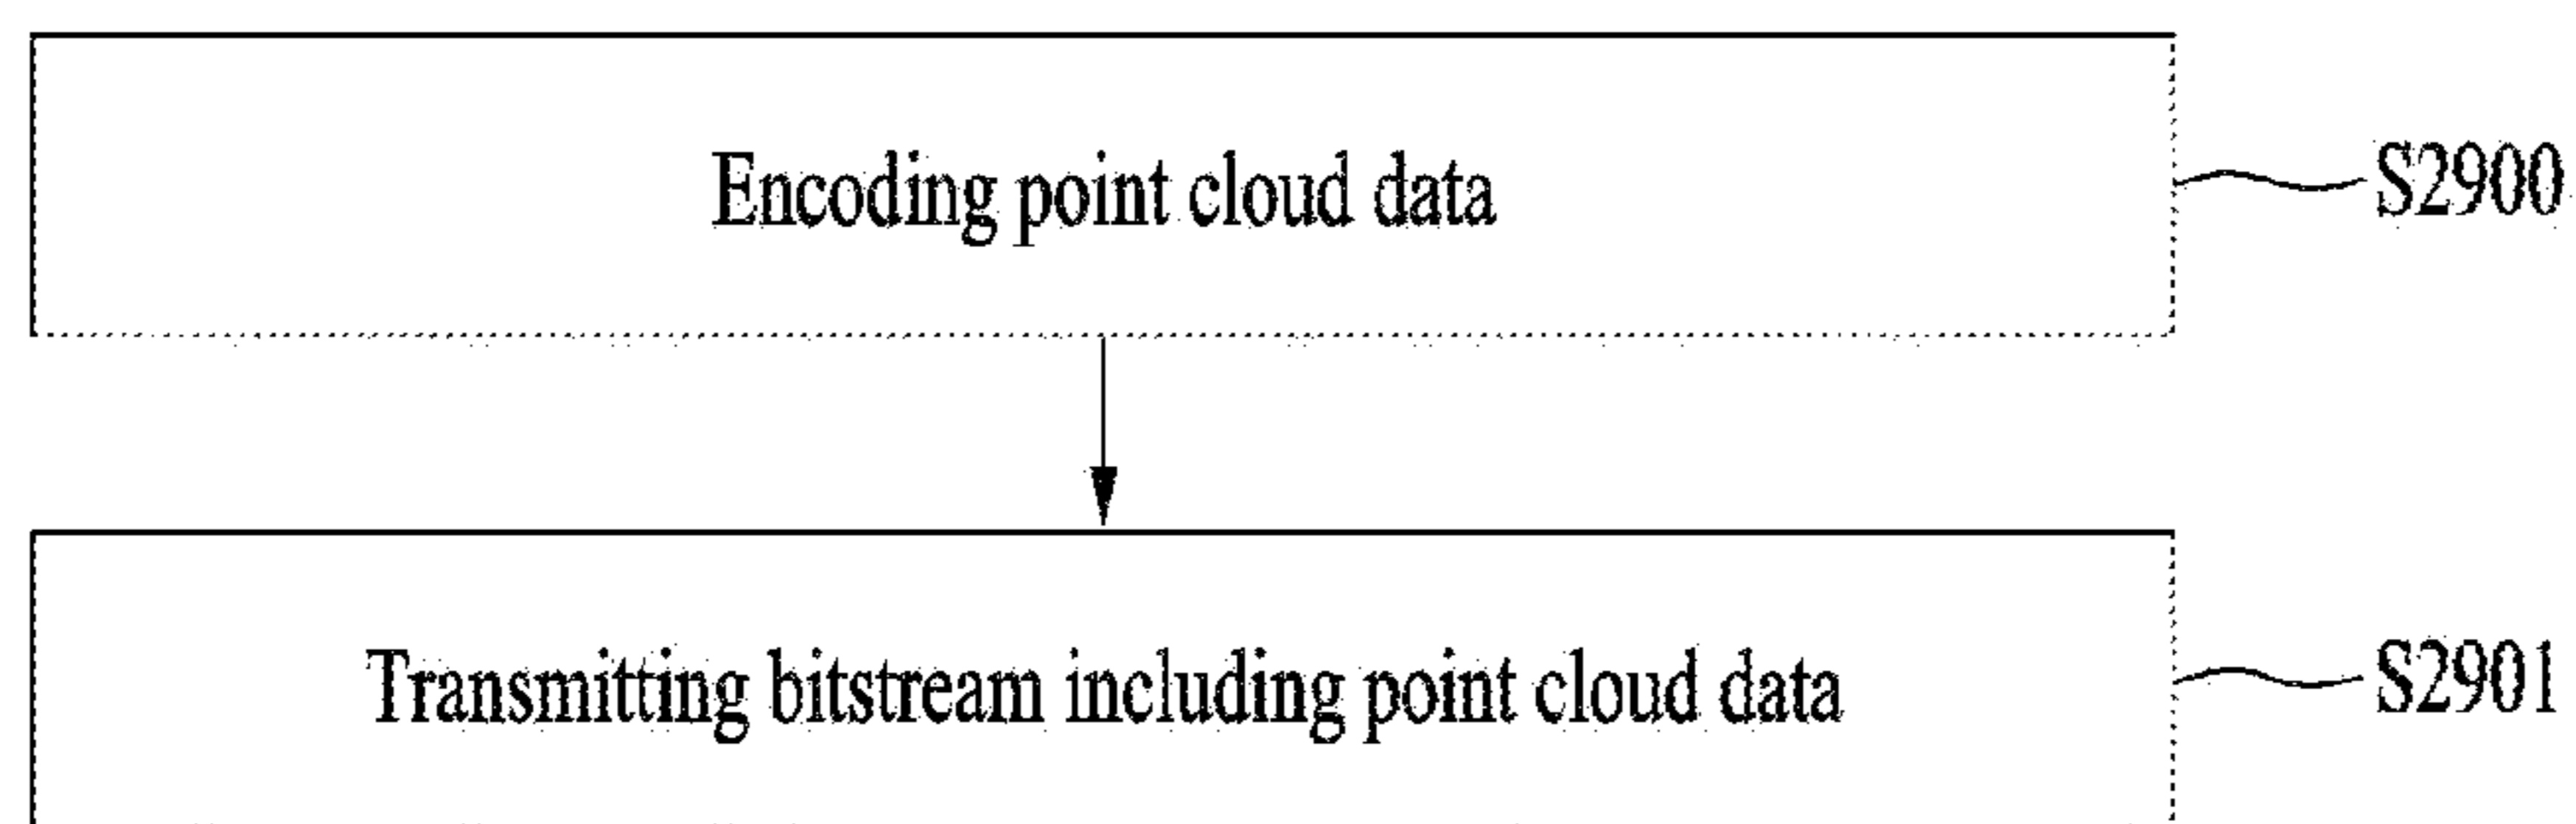 Encoding point cloud data
S2900
Transmitting bitstream including point cloud data
S2901